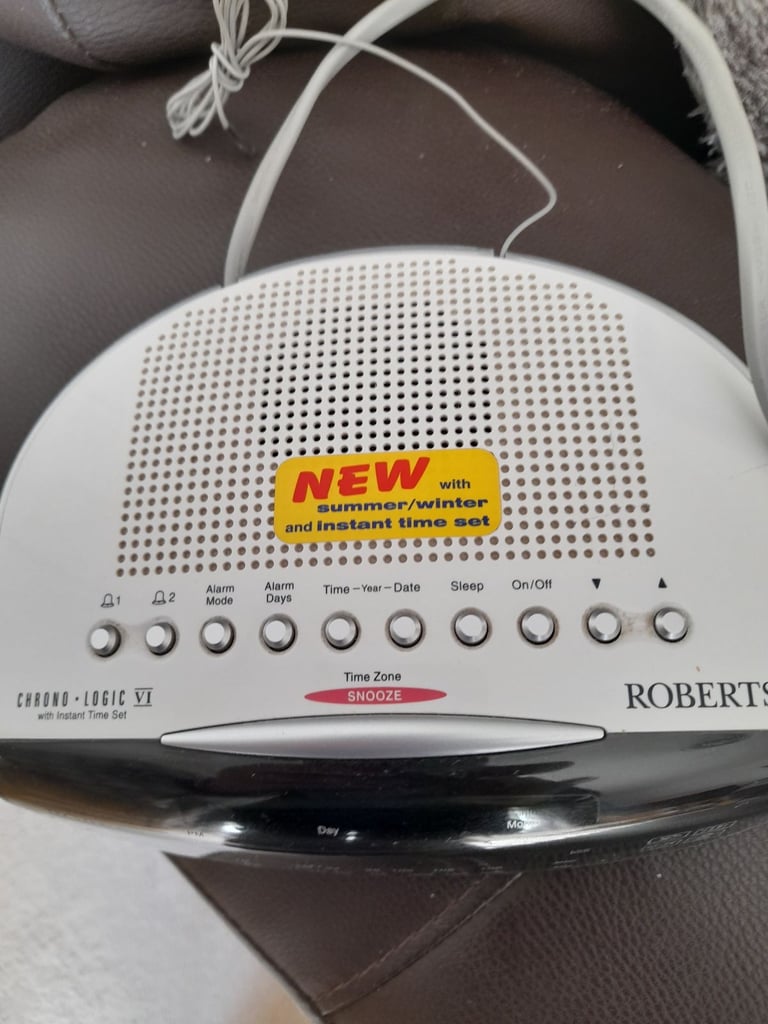 NEW with
summer/winter
and instant time set
1
2
Alarm
Mode
Alarm
Days
Time – Year – Date
Sleep
On/Off
▼
▲
Time Zone
SNOOZE
CHRONO • LOGIC VI
with Instant Time Set
ROBERTS
Day